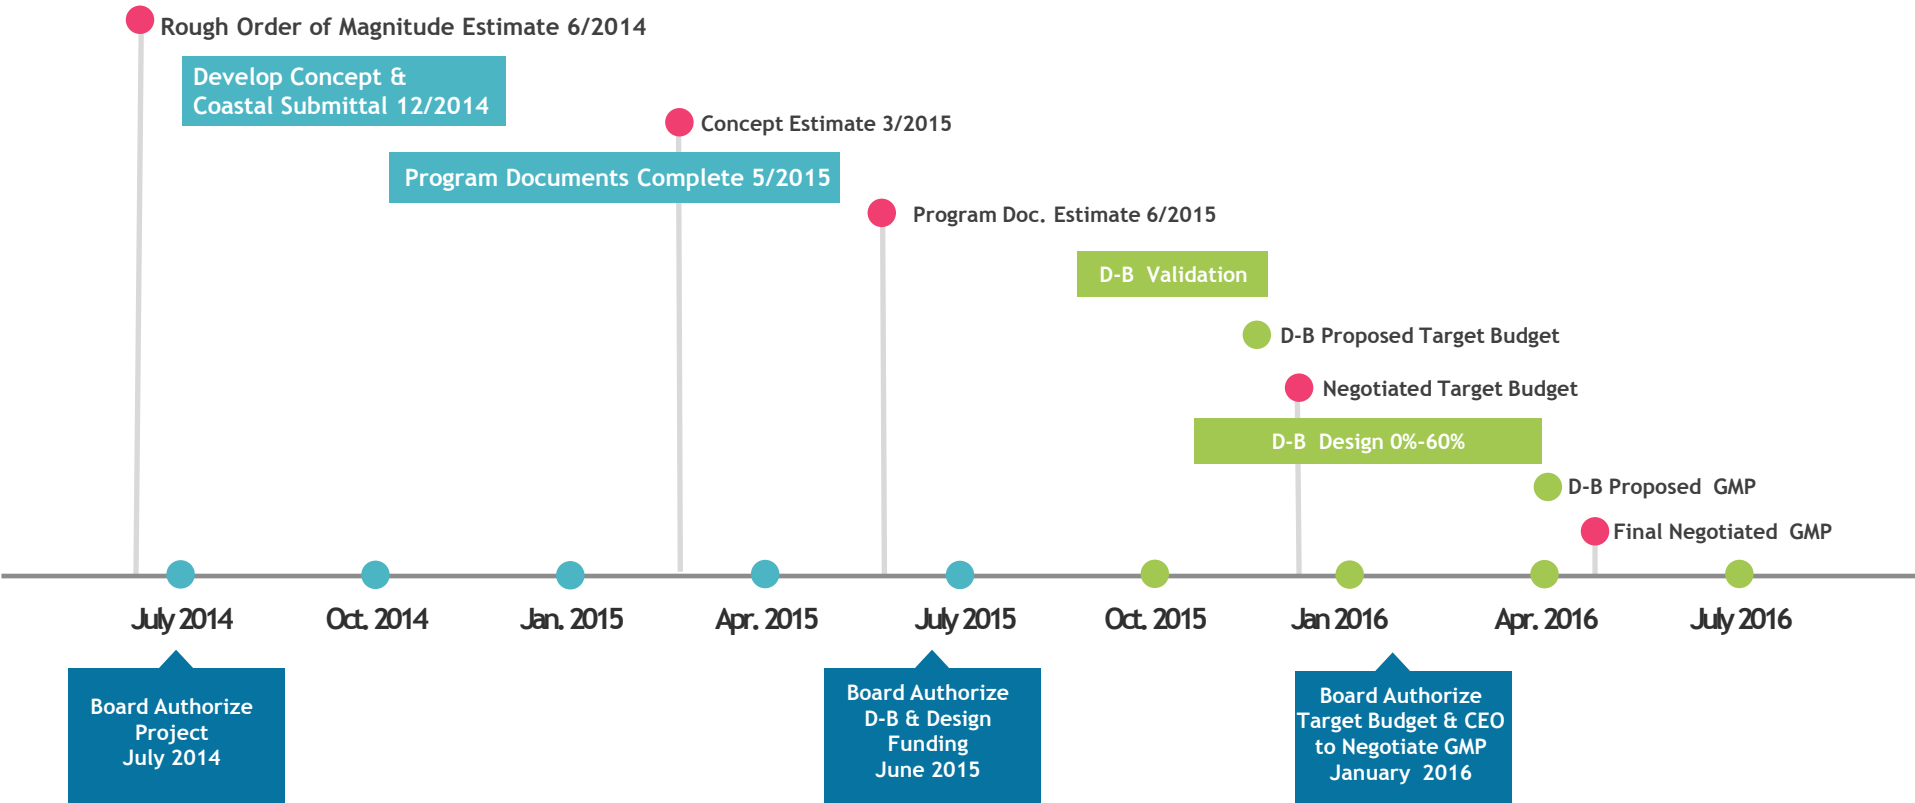 Rough Order of Magnitude Estimate 6/2014
Develop Concept &
Coastal Submittal 12/2014
Concept Estimate 3/2015
Program Documents Complete 5/2015
Program Doc. Estimate 6/2015
D-B Validation
D-B Proposed Target Budget
Negotiated Target Budget
D-B Design 0%-60%
D-B Proposed GMP
Final Negotiated GMP
July 2014
Oct. 2014
Jan. 2015
Apr. 2015
July 2015
Oct. 2015
Jan 2016
Apr. 2016
July 2016
Board Authorize
Project
July 2014
Board Authorize
D-B & Design
Funding
June 2015
Board Authorize
Target Budget & CEO
to Negotiate GMP
January 2016